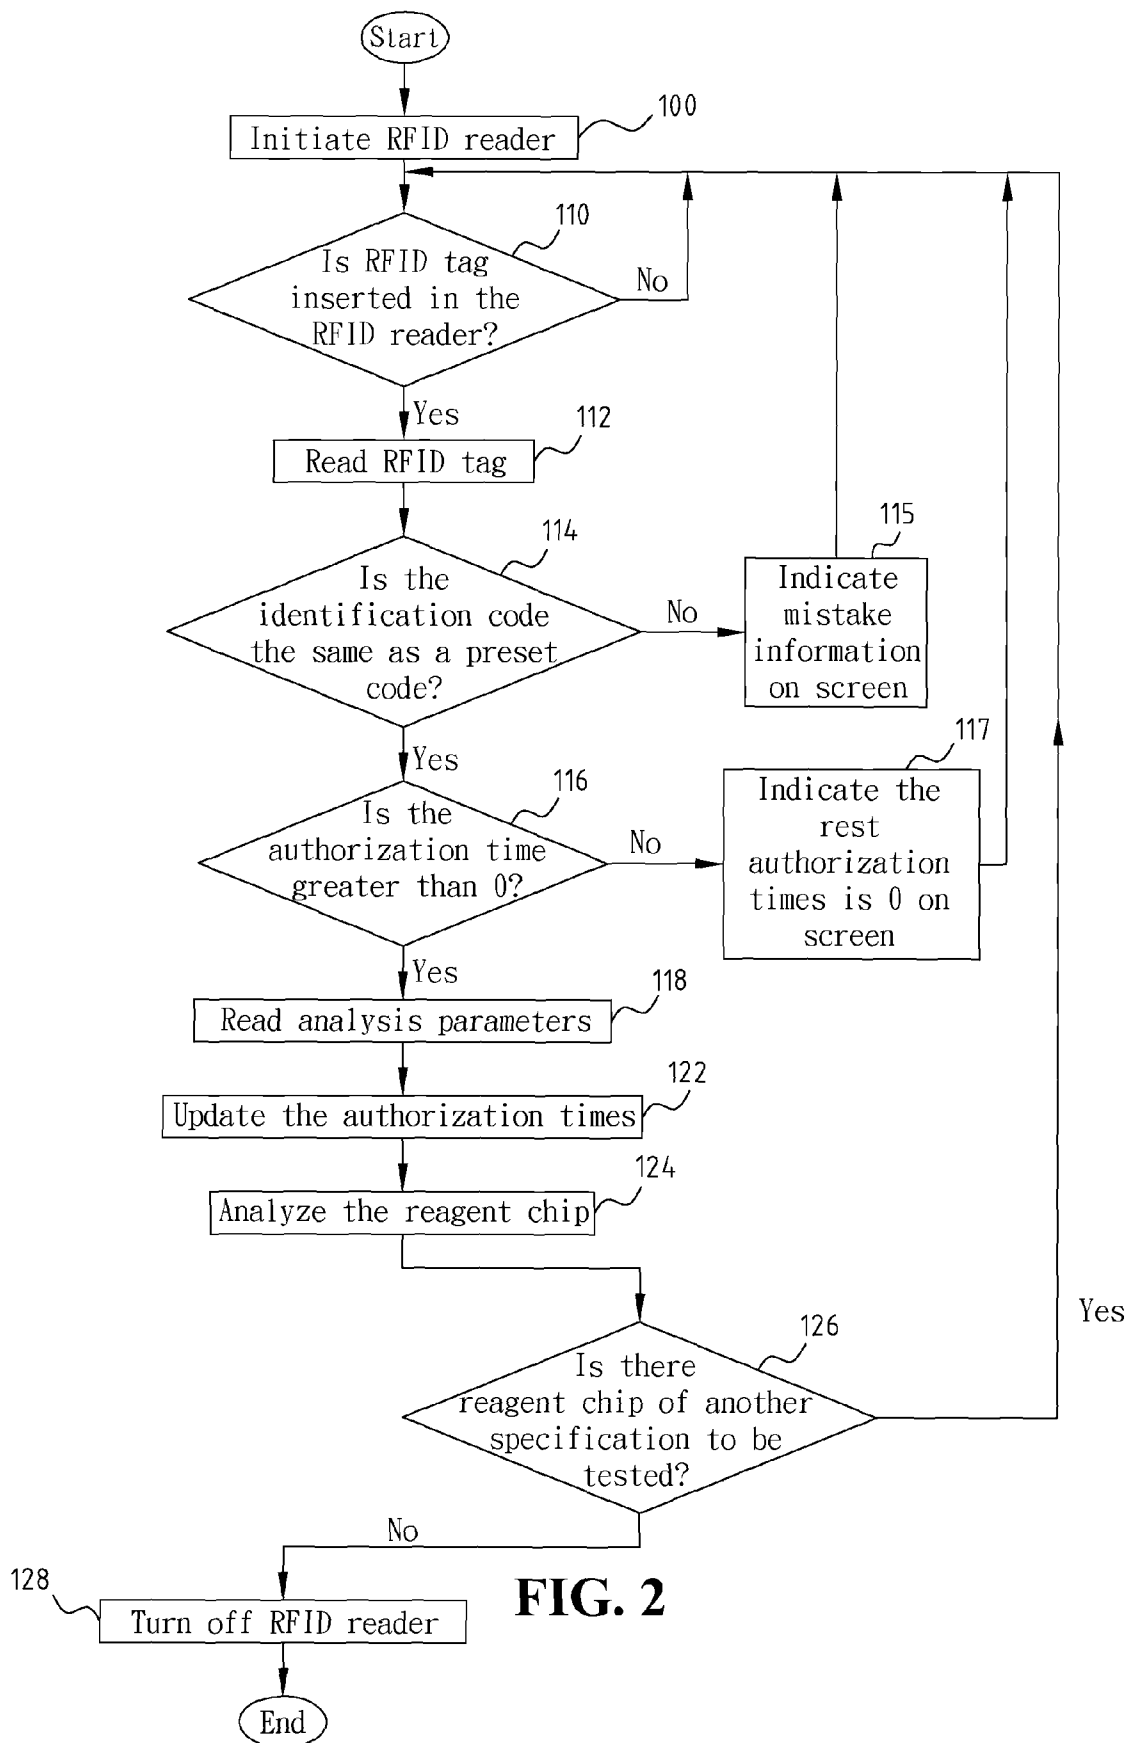 Start
100
Initiate RFID reader
110
Is RFID tag
inserted in the
RFID reader?
No
Yes
112
Read RFID tag
114
Is the
identification code
the same as a preset
code?
No
115
Indicate
mistake
information
on screen
Yes
116
Is the
authorization time
greater than 0?
No
117
Indicate the
rest
authorization
times is 0 on
screen
Yes
118
Read analysis parameters
122
Update the authorization times
124
Analyze the reagent chip
126
Is there
reagent chip of another
specification to be
tested?
Yes
No
128
Turn off RFID reader
End
FIG. 2